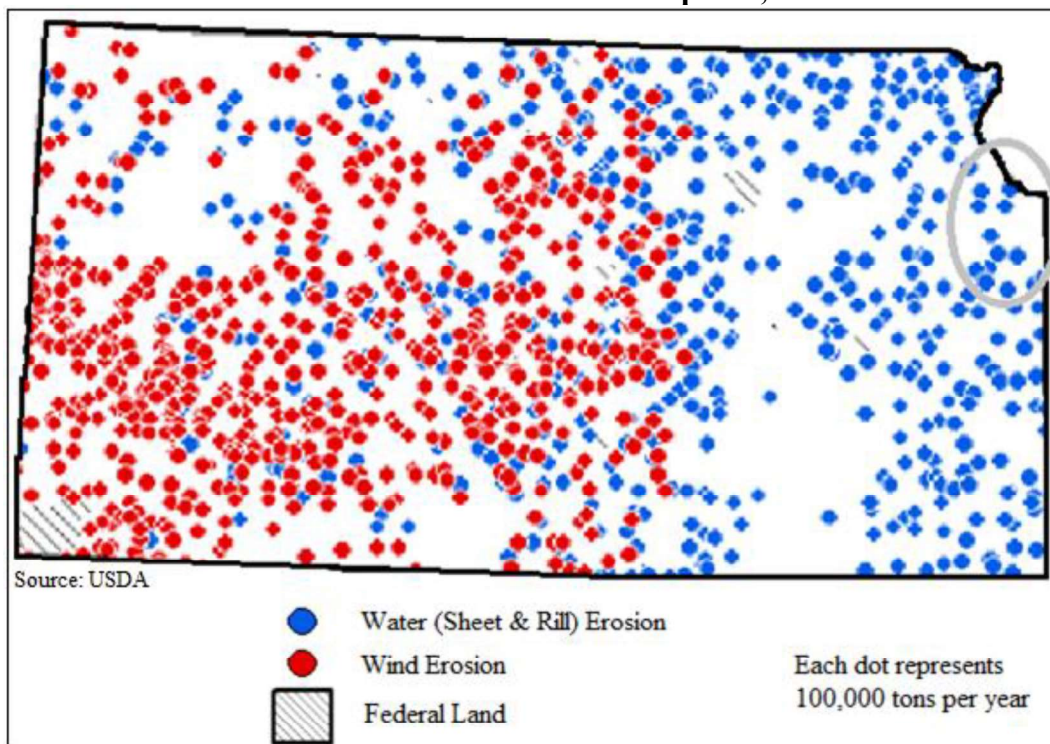 Source: USDA
Water (Sheet & Rill) Erosion
Wind Erosion
Federal Land
Each dot represents
100,000 tons per year